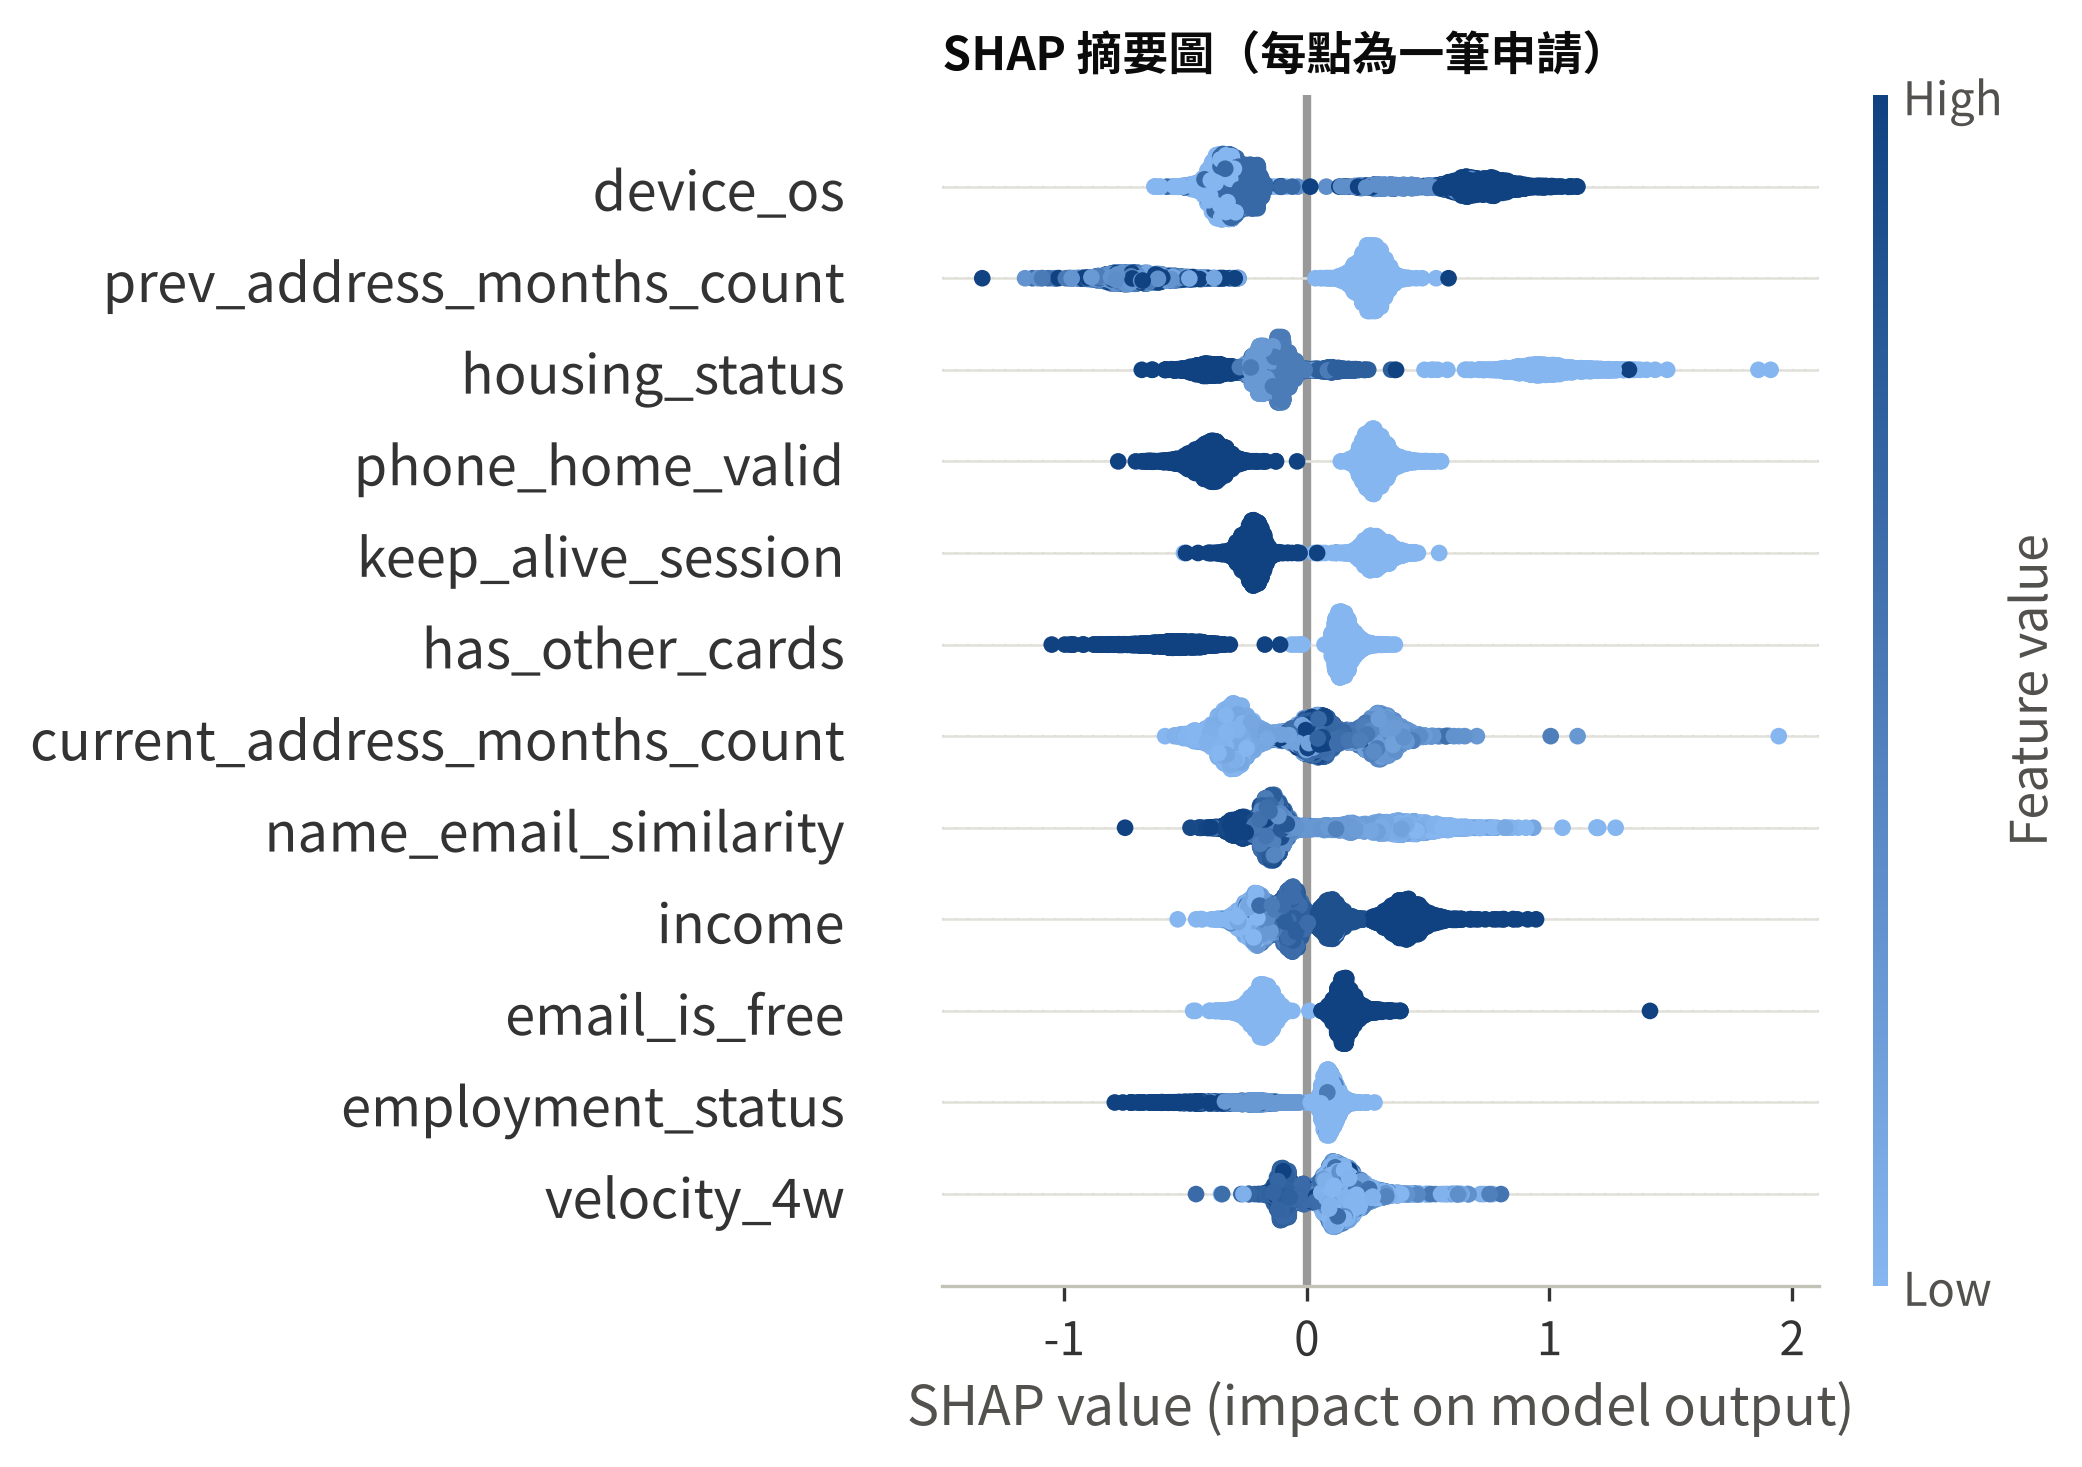 SHAP 摘要圖（每點為一筆申請）
High
device_os
prev_address_months_count
housing_status
phone_home_valid
keep_alive_session
has_other_cards
current_address_months_count
name_email_similarity
income
email_is_free
employment_status
velocity_4w
Feature value
Low
-1 0 1 2
SHAP value (impact on model output)